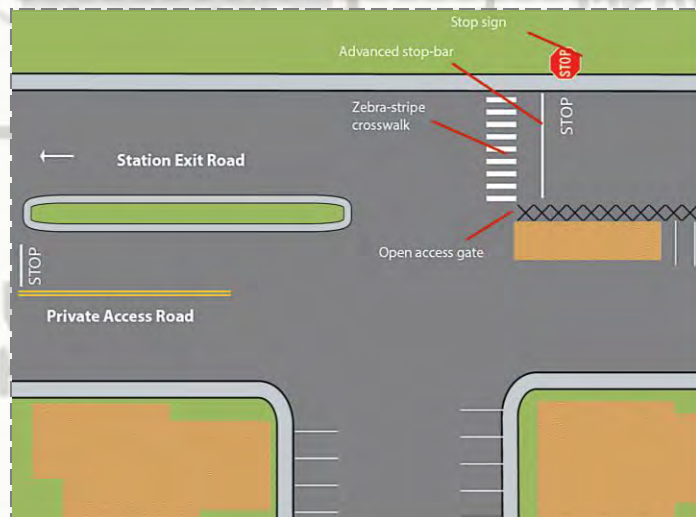 Stop sign
STOP
Advanced stop-bar
Zebra-stripe
crosswalk
STOP
Station Exit Road
Open access gate
STOP
Private Access Road